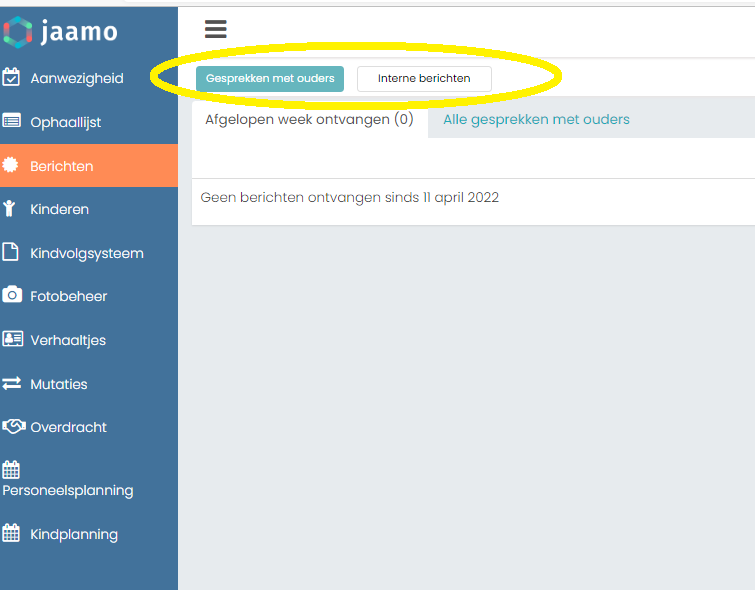 jaamo
Aanwezigheid
Ophaallijst
Berichten
Kinderen
Kindvolgsysteem
Fotobeheer
Verhaaltjes
Mutaties
Overdracht
Personeelsplanning
Kindplanning
Gesprekken met ouders Interne berichten
Afgelopen week ontvangen (0) Alle gesprekken met ouders
Geen berichten ontvangen sinds 11 april 2022